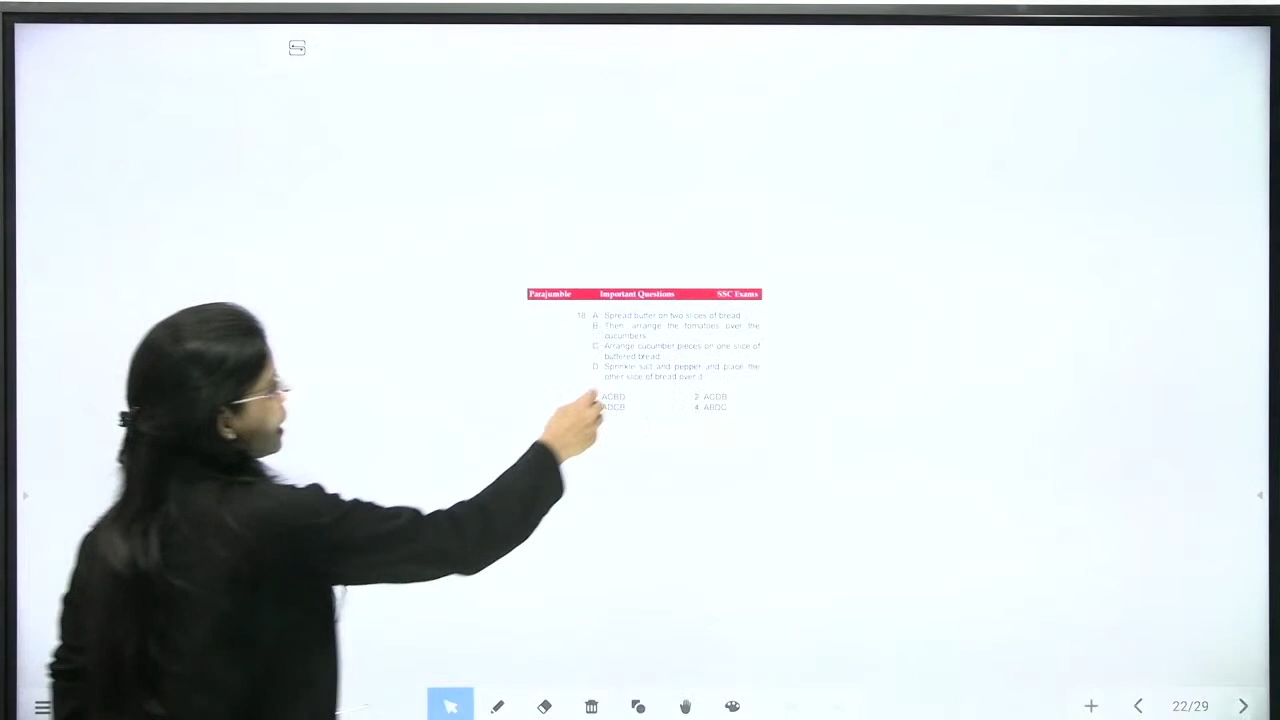 Parajumble Important Questions SSC Exams
18 A Spread butter on two slices of bread
B Then arrange the tomatoes over the
cucumbers
C Arrange cucumber pieces on one slice of
buttered bread
D Sprinkle salt and pepper and place the
other slice of bread over it
ACBD 2 ACDB
ADCB 4 ABDC
22/29